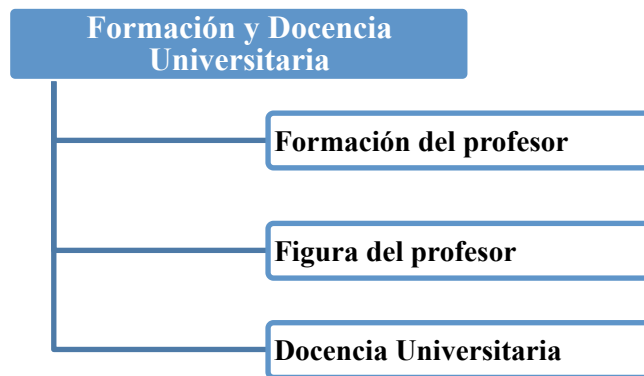 Formación y Docencia
Universitaria
Formación del profesor
Figura del profesor
Docencia Universitaria